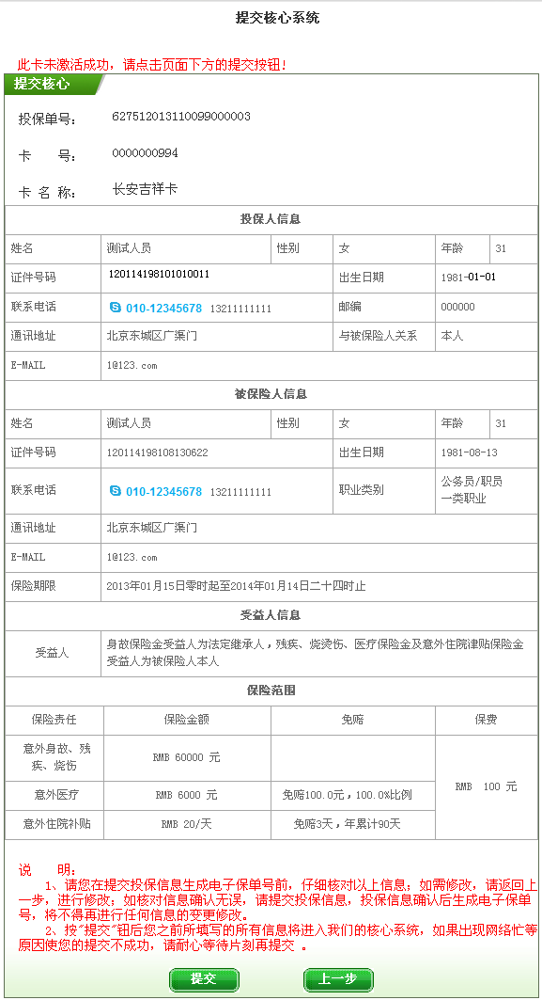 提交核心系统
此卡未激活成功，请点击页面下方的提交按钮！
提交核心
投保单号： 627512013110099000003
卡　　号： 0000000994
卡 名 称： 长安吉祥卡
投保人信息
姓名 测试人员 性别 女 年龄 31
证件号码 120114198101010011 出生日期 1981-01-01
联系电话 010-12345678 13211111111 邮编 000000
通讯地址 北京东城区广渠门 与被保险人关系 本人
E-MAIL 1@123.com
被保险人信息
姓名 测试人员 性别 女 年龄 31
证件号码 120114198108130622 出生日期 1981-08-13
联系电话 010-12345678 13211111111 职业类别 公务员/职员
一类职业
通讯地址 北京东城区广渠门
E-MAIL 1@123.com
保险期限 2013年01月15日零时起至2014年01月14日二十四时止
受益人信息
受益人 身故保险金受益人为法定继承人，残疾、烧烫伤、医疗保险金及意外住院津贴保险金
受益人为被保险人本人
保险范围
保险责任 保险金额 免赔 保费
意外身故、残
疾、烧伤 RMB 60000 元
意外医疗 RMB 6000 元 免赔100.0元，100.0%比例 RMB 100 元
意外住院补贴 RMB 20/天 免赔3天，年累计90天
说　　明：
1、请您在提交投保信息生成电子保单号前，仔细核对以上信息；如需修改，请返回上
一步，进行修改；如核对信息确认无误，请提交投保信息，投保信息确认后生成电子保单
号，将不得再进行任何信息的变更修改。
2、按"提交"钮后您之前所填写的所有信息将进入我们的核心系统，如果出现网络忙等
原因使您的提交不成功，请耐心等待片刻再提交 。
提交 上一步